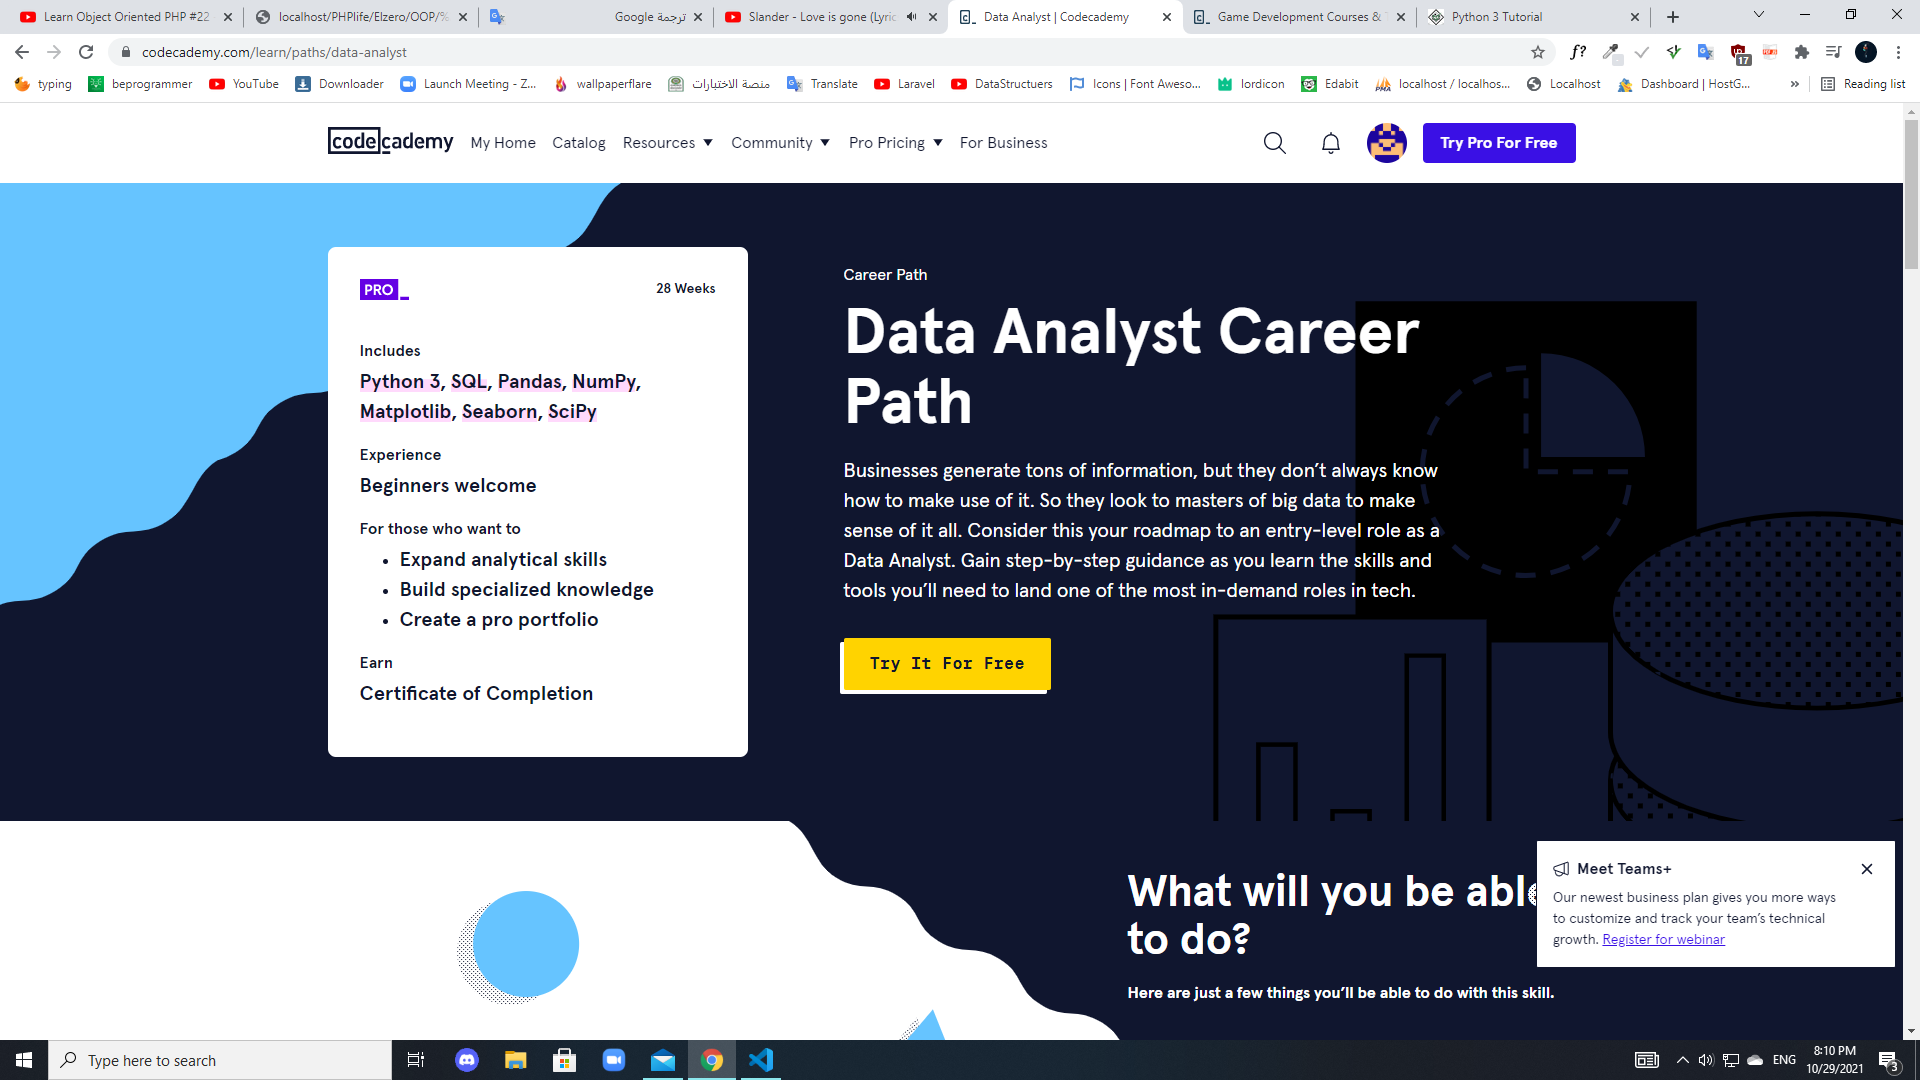 Learn Object Oriented PHP #22
localhost/PHPlife/Elzero/OOP/%
ترجمة Google
Slander - Love is gone (Lyric
Data Analyst | Codecademy
Game Development Courses &
Python 3 Tutorial
codecademy.com/learn/paths/data-analyst
f?
17
typing
beprogrammer
YouTube
Downloader
Launch Meeting - Z...
wallpaperflare
منصة الاختبارات
Translate
Laravel
DataStructuers
Icons | Font Aweso...
lordicon
Edabit
localhost / localhos...
Localhost
Dashboard | HostG...
»
Reading list
codecademy
My Home
Catalog
Resources
Community
Pro Pricing
For Business
Try Pro For Free
PRO_
28 Weeks
Includes
Python 3, SQL, Pandas, NumPy,
Matplotlib, Seaborn, SciPy
Experience
Beginners welcome
For those who want to
• Expand analytical skills
• Build specialized knowledge
• Create a pro portfolio
Earn
Certificate of Completion
Career Path
Data Analyst Career
Path
Businesses generate tons of information, but they don’t always know
how to make use of it. So they look to masters of big data to make
sense of it all. Consider this your roadmap to an entry-level role as a
Data Analyst. Gain step-by-step guidance as you learn the skills and
tools you’ll need to land one of the most in-demand roles in tech.
Try It For Free
What will you be able
to do?
Here are just a few things you’ll be able to do with this skill.
Meet Teams+
Our newest business plan gives you more ways
to customize and track your team’s technical
growth. Register for webinar
Type here to search
ENG
8:10 PM
10/29/2021
3